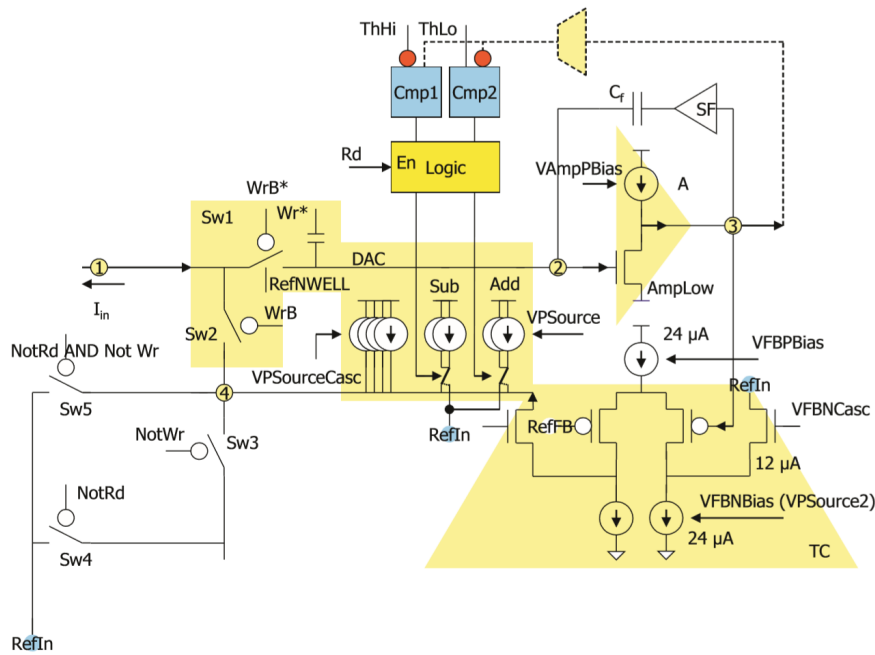 ThHi
ThLo
Cmp1
Cmp2
Cf
SF
Rd
En
Logic
VAmpPBias
A
WrB*
Sw1
Wr*
1
DAC
2
3
RefNWELL
AmpLow
Iin
Sub
Add
WrB
Sw2
VPSource
24 µA
NotRd AND Not Wr
VFBPBias
VPSourceCasc
RefIn
4
Sw5
VFBNCasc
NotWr
Sw3
RefIn
RefFB
12 µA
NotRd
VFBNBias (VPSource2)
24 µA
Sw4
TC
RefIn